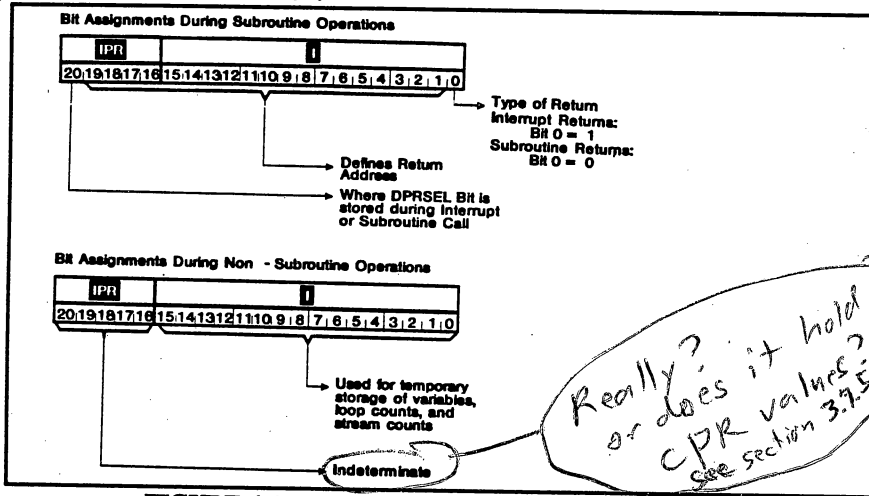 Bit Assignments During Subroutine Operations
IPR I
20 19 18 17 16 15 14 13 12 11 10 9 8 7 6 5 4 3 2 1 0
Type of Return
Interrupt Returns:
Bit 0 = 1
Subroutine Returns:
Bit 0 = 0
Defines Return
Address
Where DPRSEL Bit is
stored during Interrupt
or Subroutine Call
Bit Assignments During Non - Subroutine Operations
IPR I
20 19 18 17 16 15 14 13 12 11 10 9 8 7 6 5 4 3 2 1 0
Used for temporary
storage of variables,
loop counts, and
stream counts
Indeterminate
Really?
or does it hold
CPR values?
see section 3.7.5